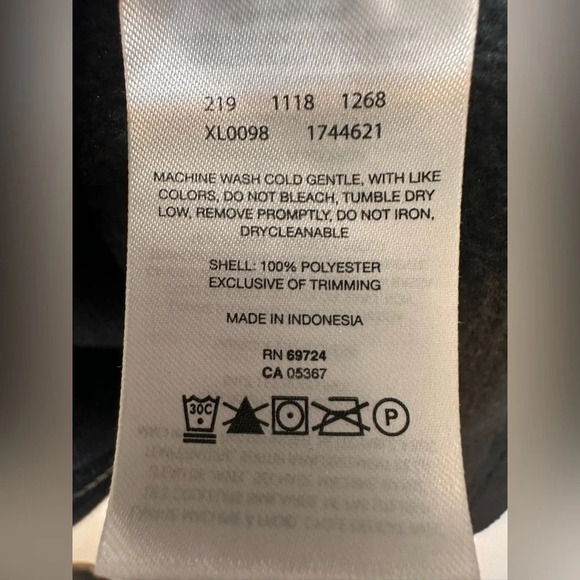 219 1118 1268
XL0098 1744621
MACHINE WASH COLD GENTLE, WITH LIKE
COLORS, DO NOT BLEACH, TUMBLE DRY
LOW, REMOVE PROMPTLY, DO NOT IRON,
DRYCLEANABLE
SHELL: 100% POLYESTER
EXCLUSIVE OF TRIMMING
MADE IN INDONESIA
RN 69724
CA 05367
30C P